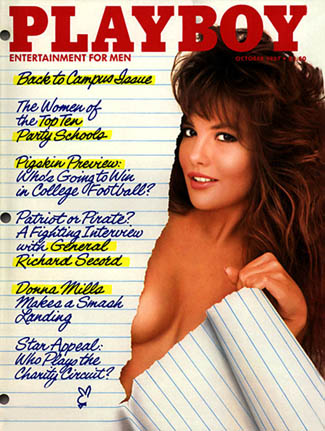 PLAYBOY
ENTERTAINMENT FOR MEN
OCTOBER 1987 •
Back to Campus Issue
The Women of
the Top Ten
Party Schools
Pigskin Preview:
Who's Going to Win
in College Football?
Patriot or Pirate?
A Fighting Interview
with General
Richard Secord
Donna Mills
Makes a Smash
Landing
Star Appeal:
Who Plays the
Charity Circuit?